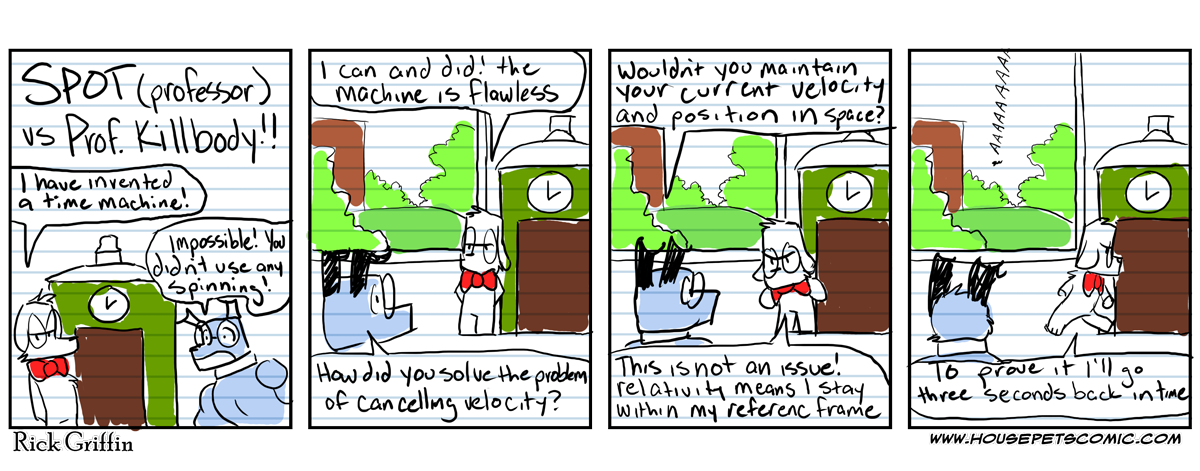 SPOT (professor)
vs Prof. Killbody!!
I have invented
a time machine!
Impossible! You
didn't use any
spinning!
I can and did! the
machine is flawless
How did you solve the problem
of cancelling velocity?
Wouldn't you maintain
your current velocity
and position in space?
This is not an issue!
relativity means I stay
within my referenc frame
AAAAAAAAA
To prove it I'll go
three seconds back in time
Rick Griffin
WWW.HOUSEPETSCOMIC.COM